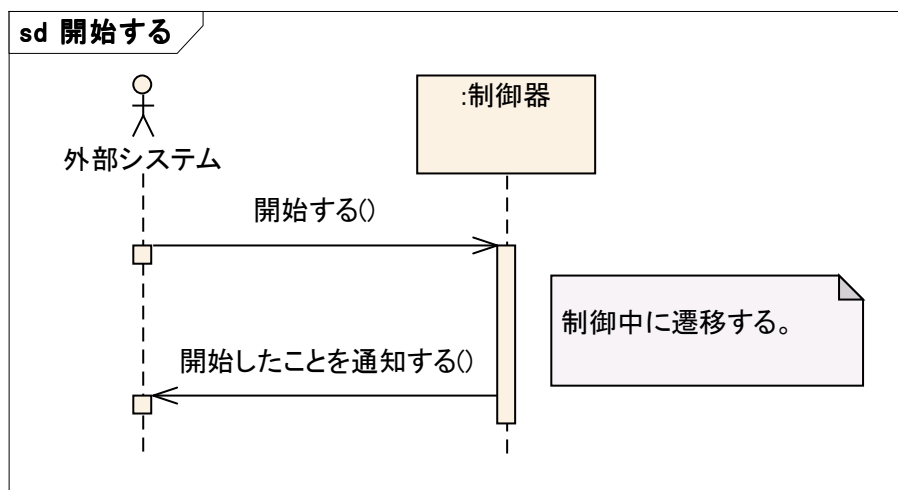 sd 開始する
:制御器
外部システム
開始する()
制御中に遷移する。
開始したことを通知する()